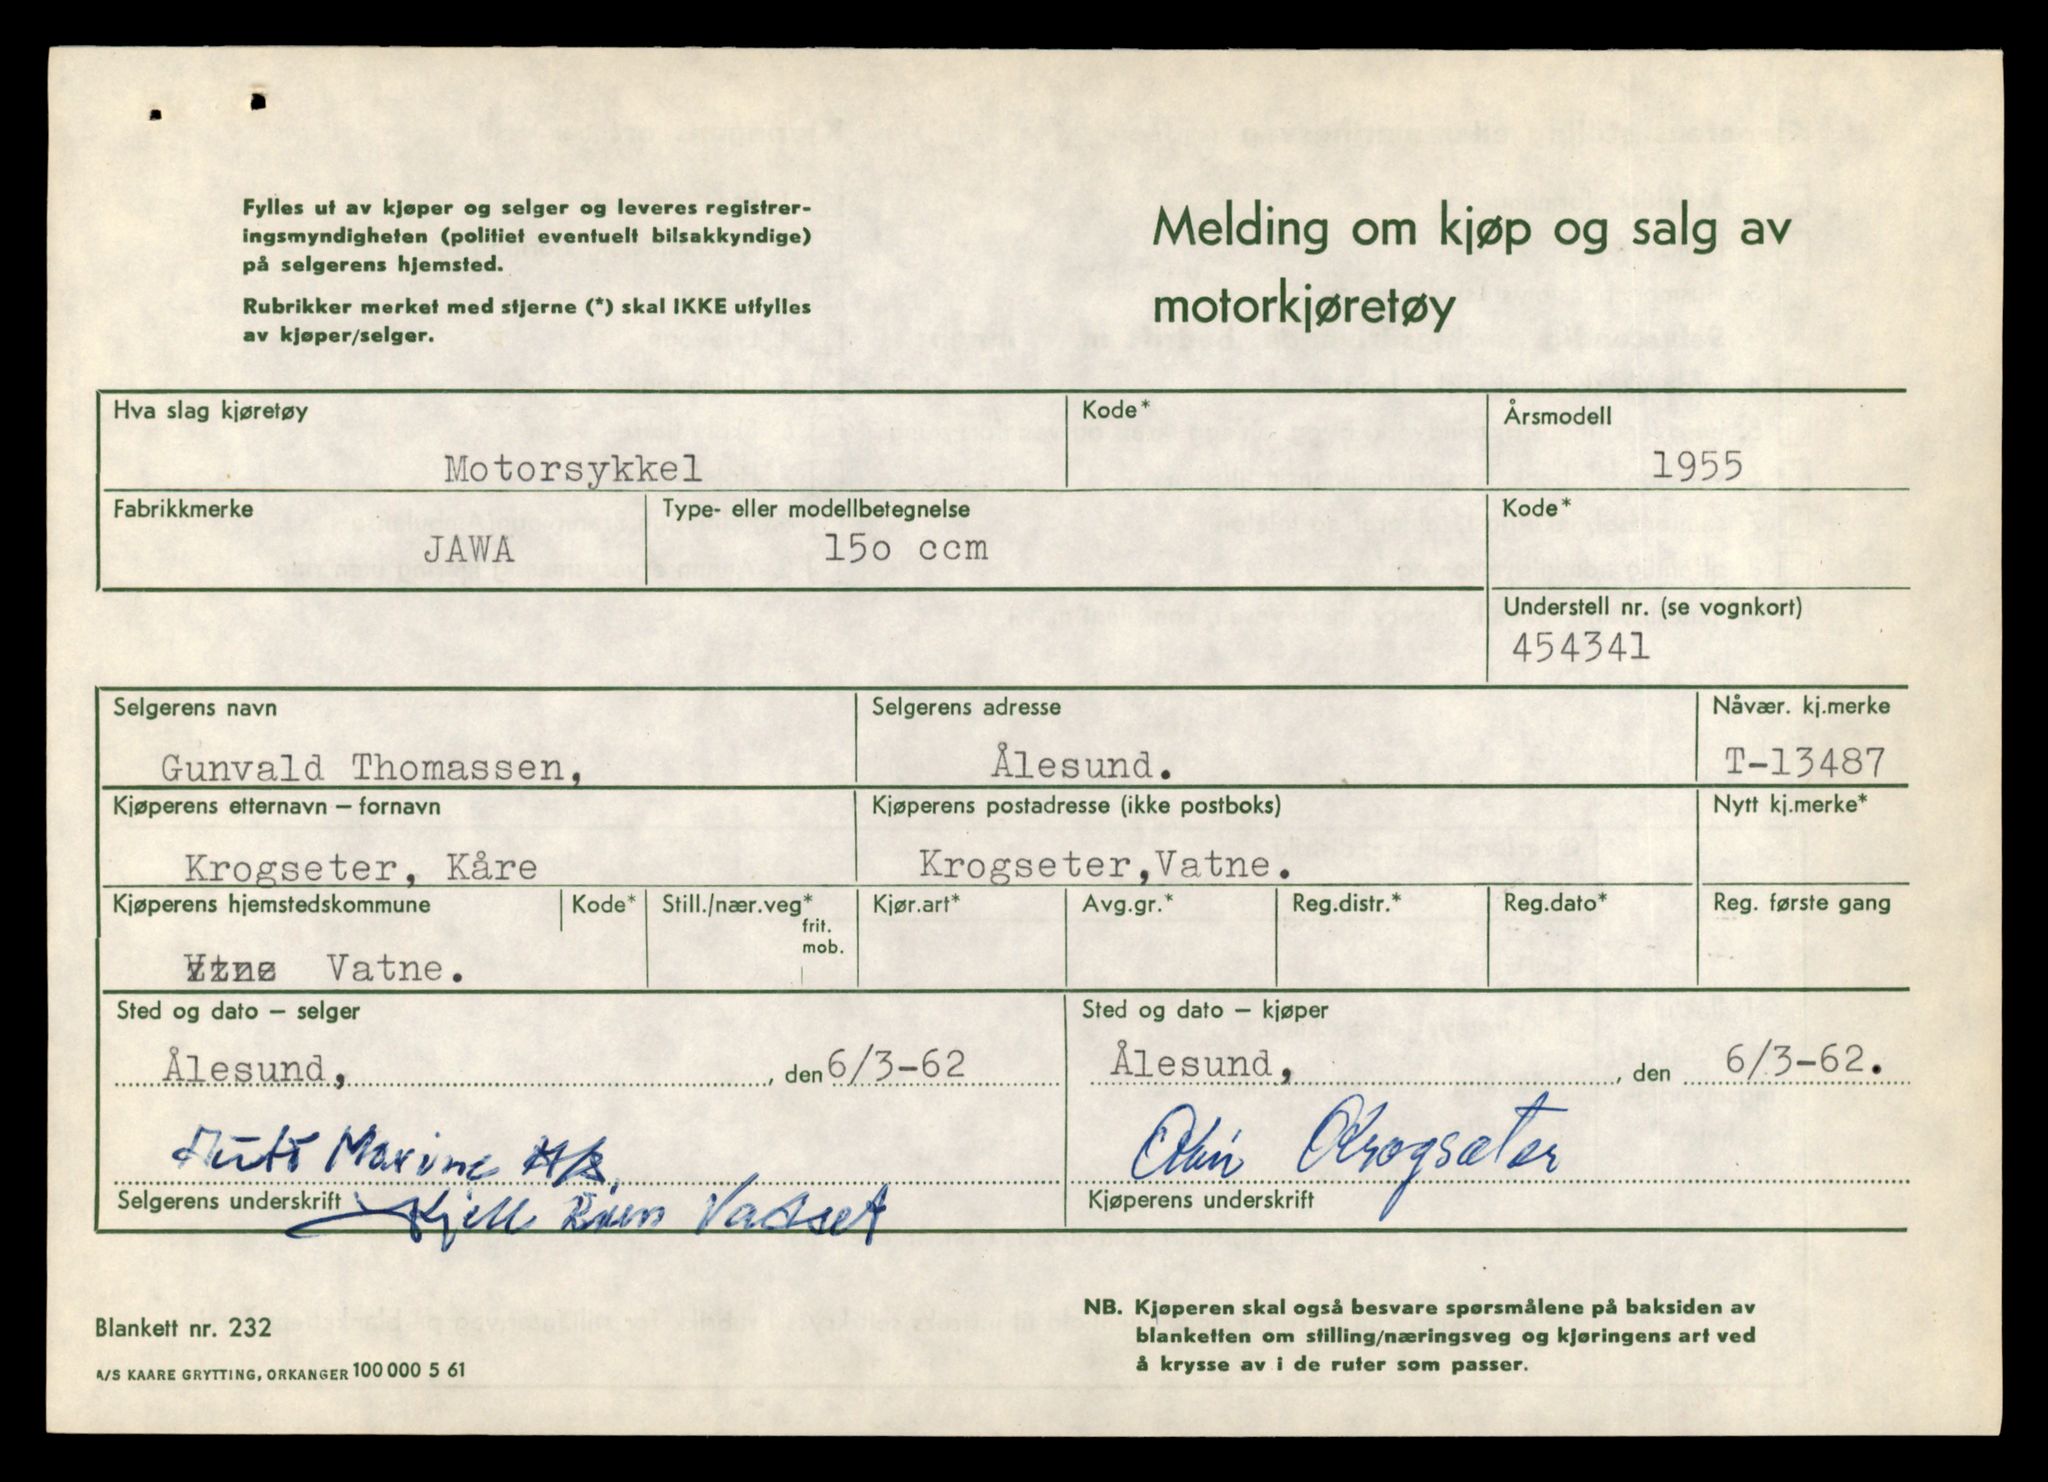 Fylles ut av kjøper og selger og leveres registrer-
ingsmyndigheten (politiet eventuelt bilsakkyndige)
på selgerens hjemsted.
Rubrikker merket med stjerne (*) skal IKKE utfylles
av kjøper/selger.
Melding om kjøp og salg av
motorkjøretøy
Hva slag kjøretøy Kode* Årsmodell
Motorsykkel 1955
Fabrikkmerke Type- eller modellbetegnelse Kode*
JAWA 15o ccm
Understell nr. (se vognkort)
454341
Selgerens navn Selgerens adresse Nåvær. kj.merke
Gunvald Thomassen, Ålesund. T-13487
Kjøperens etternavn – fornavn Kjøperens postadresse (ikke postboks) Nytt kj.merke*
Krogseter, Kåre Krogseter,Vatne.
Kjøperens hjemstedskommune Kode* Still./nær.veg* Kjør.art* Avg.gr.* Reg.distr.* Reg.dato* Reg. første gang
frit.
mob.
Vatne.
Sted og dato – selger Sted og dato – kjøper
Ålesund, , den 6/3-62 Ålesund, , den 6/3-62.
Auto Marine A/S Krogsæter
Selgerens underskrift Kjell Vadset Kjøperens underskrift
Blankett nr. 232
A/S KAARE GRYTTING, ORKANGER 100 000 5 61
NB. Kjøperen skal også besvare spørsmålene på baksiden av
blanketten om stilling/næringsveg og kjøringens art ved
å krysse av i de ruter som passer.